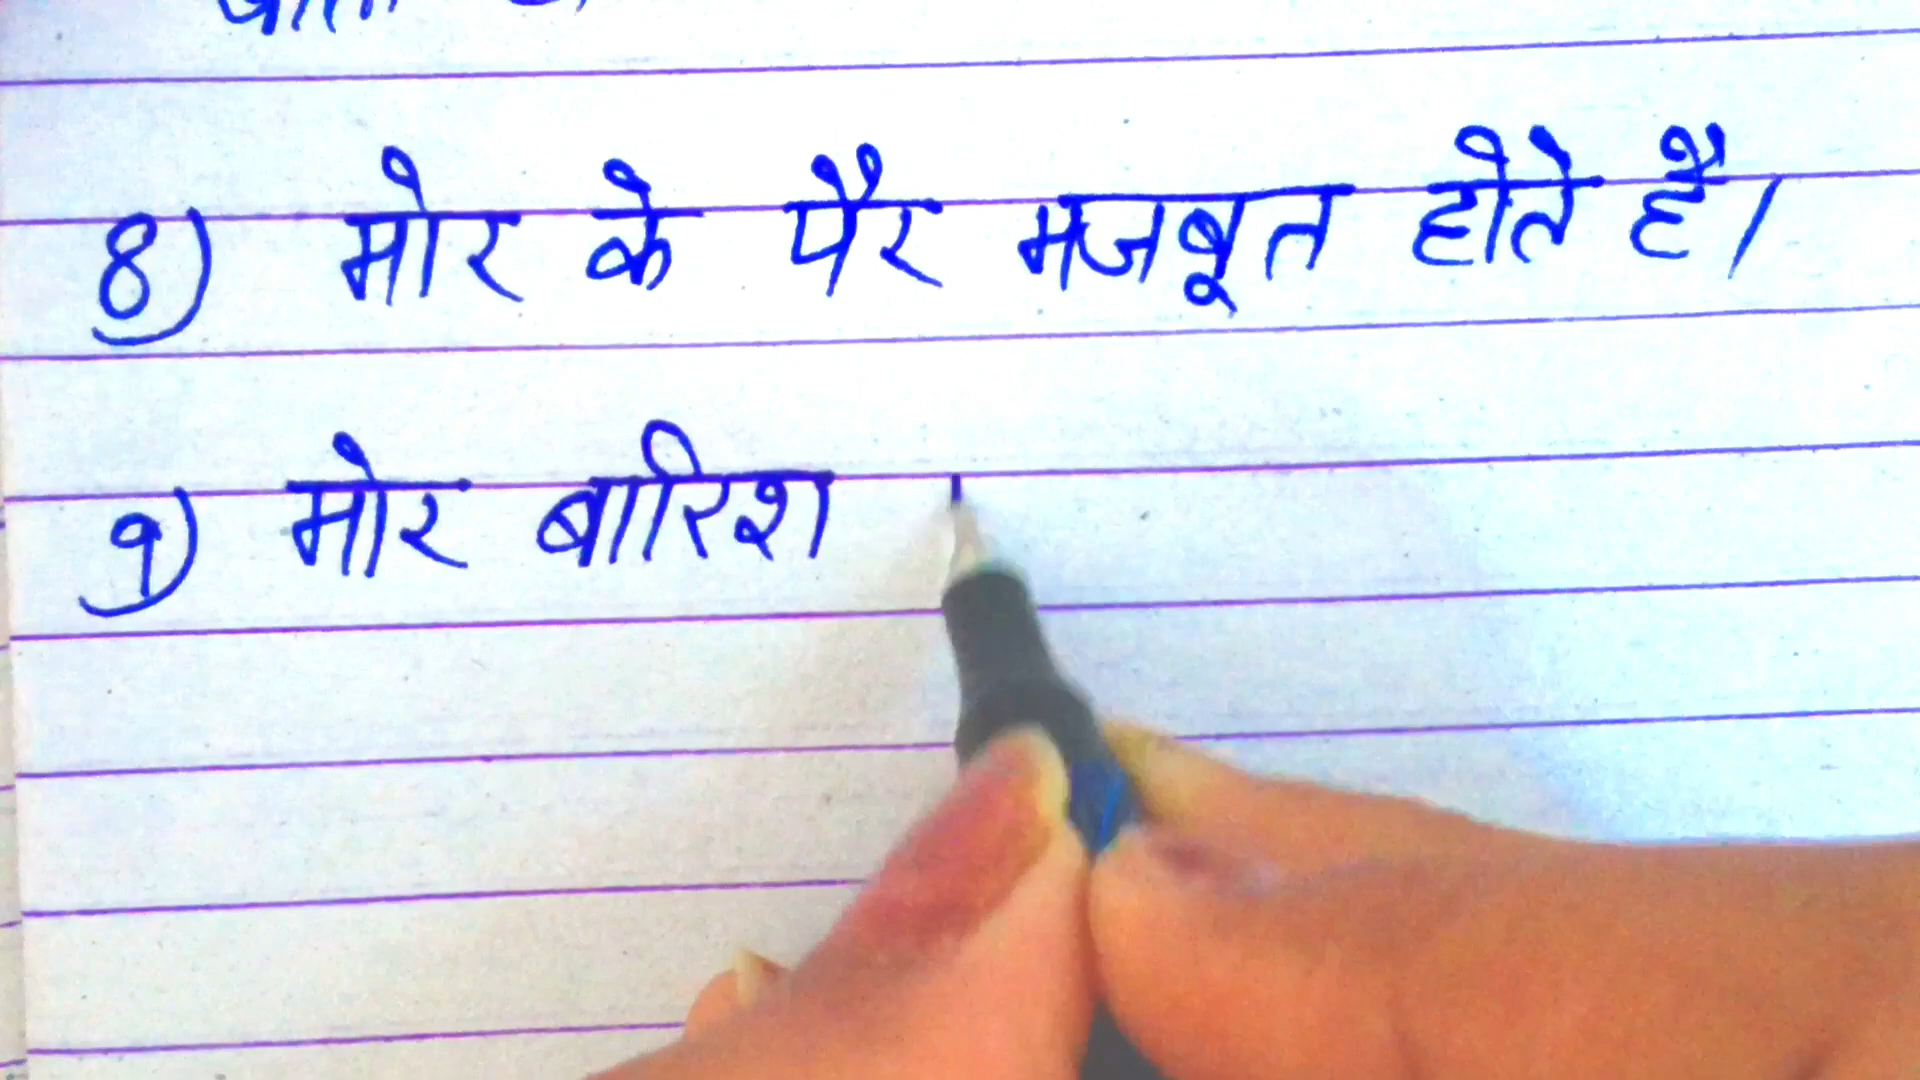 8) मोर के पैर मजबूत होते है।
9) मोर बारिश